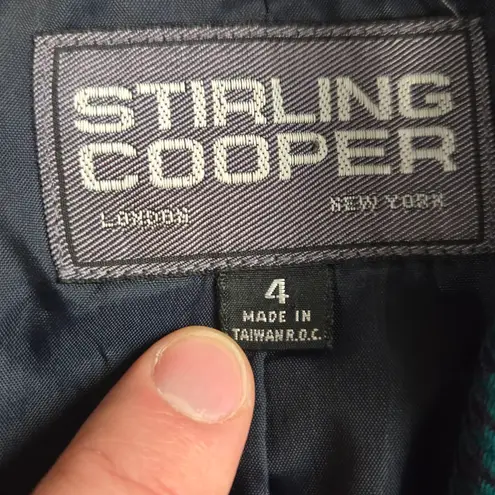 STIRLING
COOPER
LONDON NEW YORK
4
MADE IN
TAIWAN R.O.C.